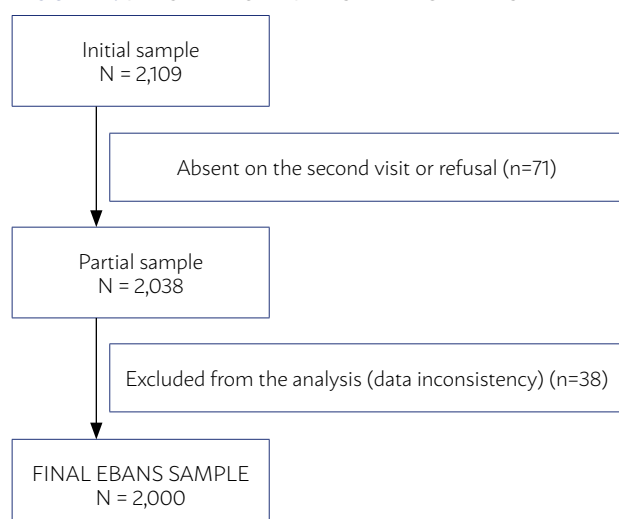 Initial sample
N = 2,109
Absent on the second visit or refusal (n=71)
Partial sample
N = 2,038
Excluded from the analysis (data inconsistency) (n=38)
FINAL EBANS SAMPLE
N = 2,000